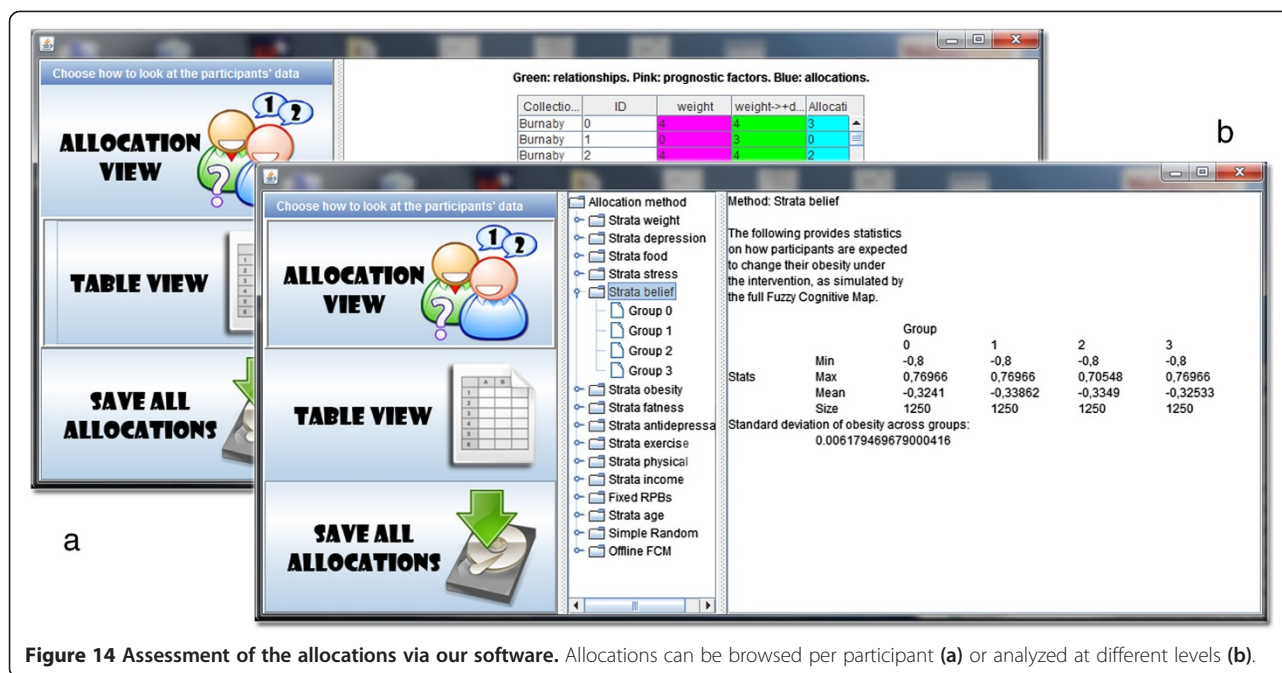 Choose how to look at the participants' data
ALLOCATION
VIEW
1 2
?
TABLE VIEW
SAVE ALL
ALLOCATIONS
Green: relationships. Pink: prognostic factors. Blue: allocations.
Collectio... ID weight weight->+d... Allocati
Burnaby 0 4 4 3
Burnaby 1 0 3 0
Burnaby 2 4 4 2
a
b
Choose how to look at the participants' data
ALLOCATION
VIEW
1 2
?
TABLE VIEW
A B
1
2
3
4
5
6
SAVE ALL
ALLOCATIONS
Allocation method
Strata weight
Strata depression
Strata food
Strata stress
Strata belief
Group 0
Group 1
Group 2
Group 3
Strata obesity
Strata fatness
Strata antidepressa
Strata exercise
Strata physical
Strata income
Fixed RPBs
Strata age
Simple Random
Offline FCM
Method: Strata belief
The following provides statistics
on how participants are expected
to change their obesity under
the intervention, as simulated by
the full Fuzzy Cognitive Map.
Group
0 1 2 3
Min -0,8 -0,8 -0,8 -0,8
Stats Max 0,76966 0,76966 0,70548 0,76966
Mean -0,3241 -0,33862 -0,3349 -0,32533
Size 1250 1250 1250 1250
Standard deviation of obesity across groups:
0.006179469679000416
Figure 14 Assessment of the allocations via our software. Allocations can be browsed per participant (a) or analyzed at different levels (b).